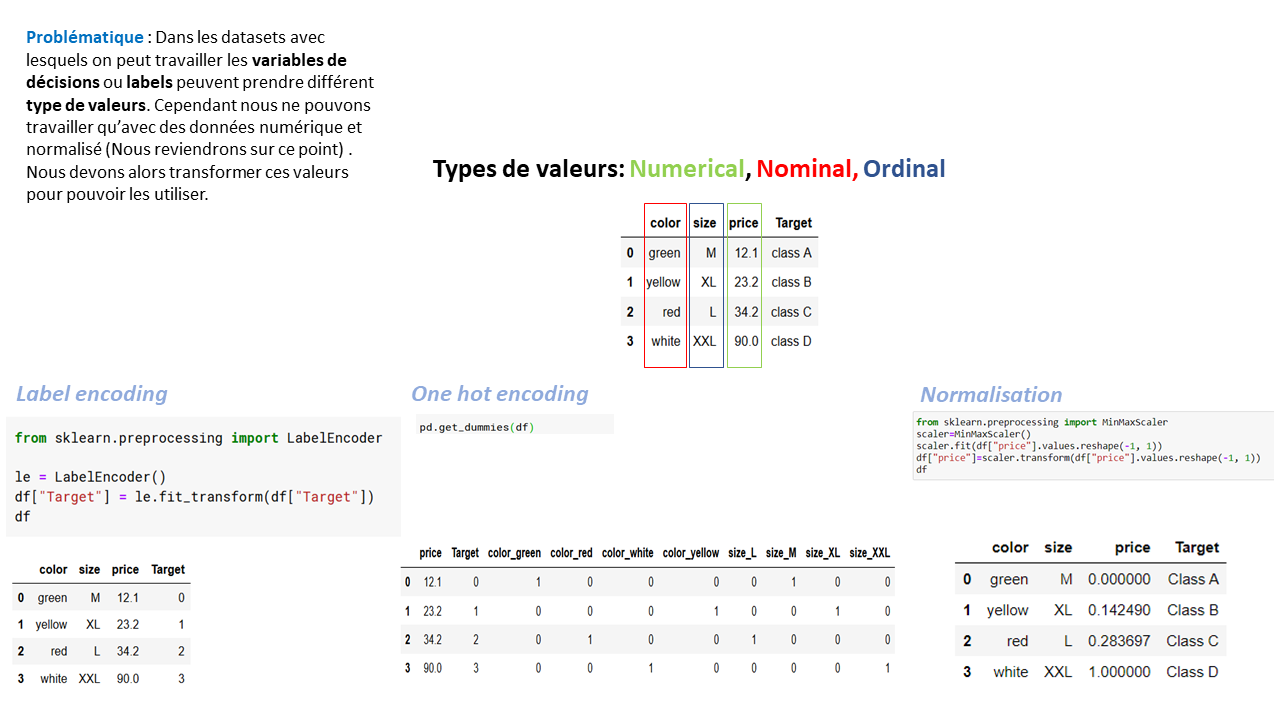 Problématique : Dans les datasets avec
lesquels on peut travailler les variables de
décisions ou labels peuvent prendre différent
type de valeurs. Cependant nous ne pouvons
travailler qu’avec des données numérique et
normalisé (Nous reviendrons sur ce point) .
Nous devons alors transformer ces valeurs
pour pouvoir les utiliser.
Types de valeurs: Numerical, Nominal, Ordinal
color size price Target
0 green M 12.1 class A
1 yellow XL 23.2 class B
2 red L 34.2 class C
3 white XXL 90.0 class D
Label encoding
from sklearn.preprocessing import LabelEncoder
le = LabelEncoder()
df["Target"] = le.fit_transform(df["Target"])
df
color size price Target
0 green M 12.1 0
1 yellow XL 23.2 1
2 red L 34.2 2
3 white XXL 90.0 3
One hot encoding
pd.get_dummies(df)
price Target color_green color_red color_white color_yellow size_L size_M size_XL size_XXL
0 12.1 0 1 0 0 0 0 1 0 0
1 23.2 1 0 0 0 1 0 0 1 0
2 34.2 2 0 1 0 0 1 0 0 0
3 90.0 3 0 0 1 0 0 0 0 1
Normalisation
from sklearn.preprocessing import MinMaxScaler
scaler=MinMaxScaler()
scaler.fit(df["price"].values.reshape(-1, 1))
df["price"]=scaler.transform(df["price"].values.reshape(-1, 1))
df
color size price Target
0 green M 0.000000 Class A
1 yellow XL 0.142490 Class B
2 red L 0.283697 Class C
3 white XXL 1.000000 Class D